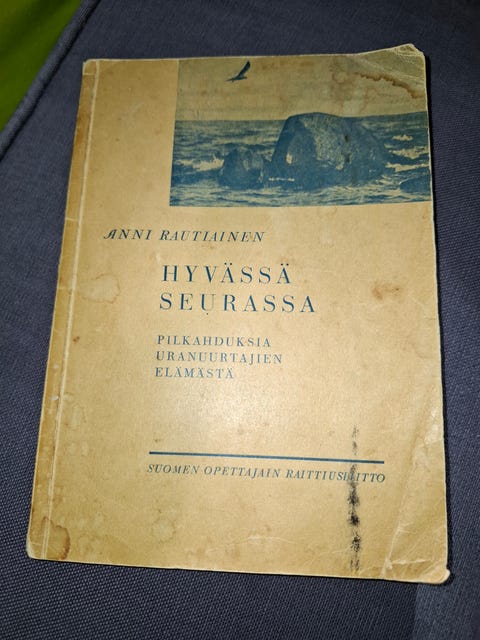 ANNI RAUTIAINEN
HYVÄSSÄ
SEURASSA
PILKAHDUKSIA
URANUURTAJIEN
ELÄMÄSTÄ
SUOMEN OPETTAJAIN RAITTIUSLIITTO